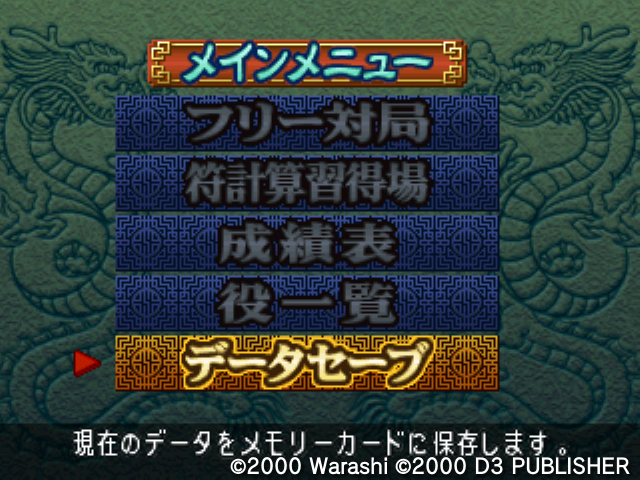 メインメニュー
フリー対局
符計算習得場
成績表
役一覧
データセーブ
現在のデータをメモリーカードに保存します。
©2000 Warashi ©2000 D3 PUBLISHER